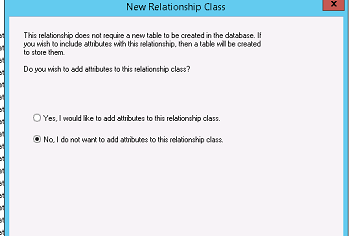 New Relationship Class
x
This relationship does not require a new table to be created in the database. If
you wish to include attributes with this relationship, then a table will be created
to store them.
Do you wish to add attributes to this relationship class?
Yes, I would like to add attributes to this relationship class.
No, I do not want to add attributes to this relationship class.